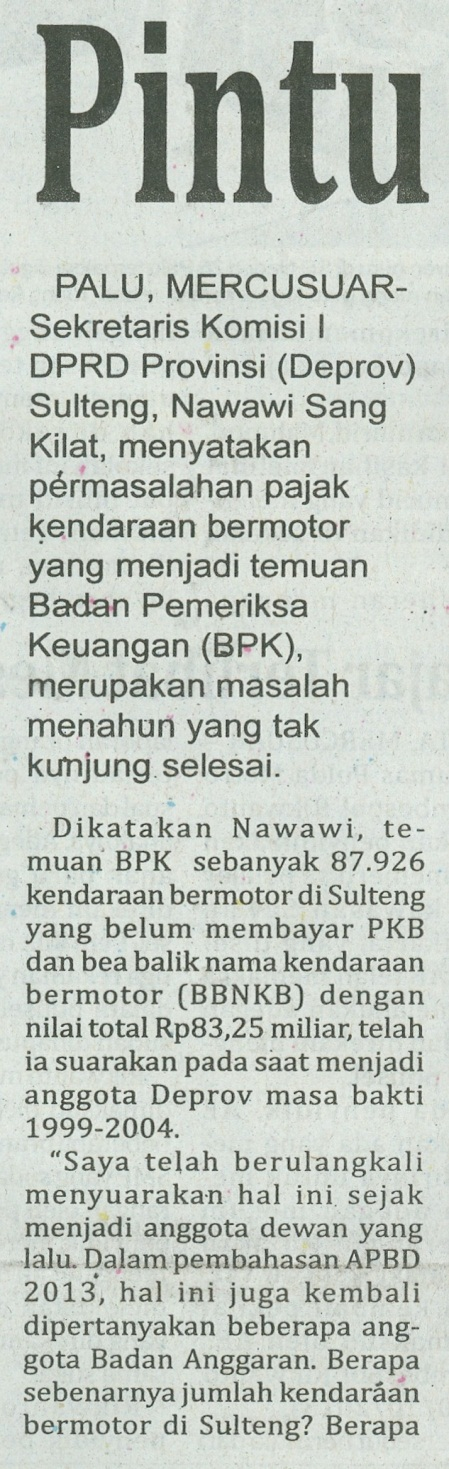 Pintu
PALU, MERCUSUAR-
Sekretaris Komisi I
DPRD Provinsi (Deprov)
Sulteng, Nawawi Sang
Kilat, menyatakan
permasalahan pajak
kendaraan bermotor
yang menjadi temuan
Badan Pemeriksa
Keuangan (BPK),
merupakan masalah
menahun yang tak
kunjung selesai.
Dikatakan Nawawi, te-
muan BPK sebanyak 87.926
kendaraan bermotor di Sulteng
yang belum membayar PKB
dan bea balik nama kendaraan
bermotor (BBNKB) dengan
nilai total Rp83,25 miliar, telah
ia suarakan pada saat menjadi
anggota Deprov masa bakti
1999-2004.
“Saya telah berulangkali
menyuarakan hal ini sejak
menjadi anggota dewan yang
lalu. Dalam pembahasan APBD
2013, hal ini juga kembali
dipertanyakan beberapa ang-
gota Badan Anggaran. Berapa
sebenarnya jumlah kendaraan
bermotor di Sulteng? Berapa